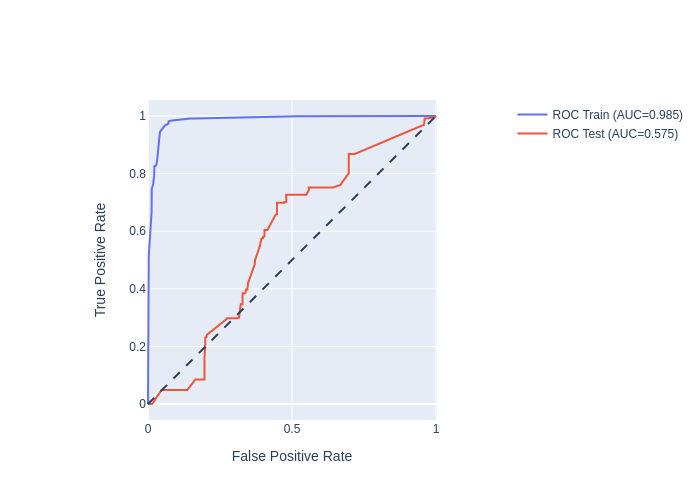 ROC Train (AUC=0.985)
ROC Test (AUC=0.575)
1
0.8
0.6
0.4
0.2
0
0
0.5
1
True Positive Rate
False Positive Rate